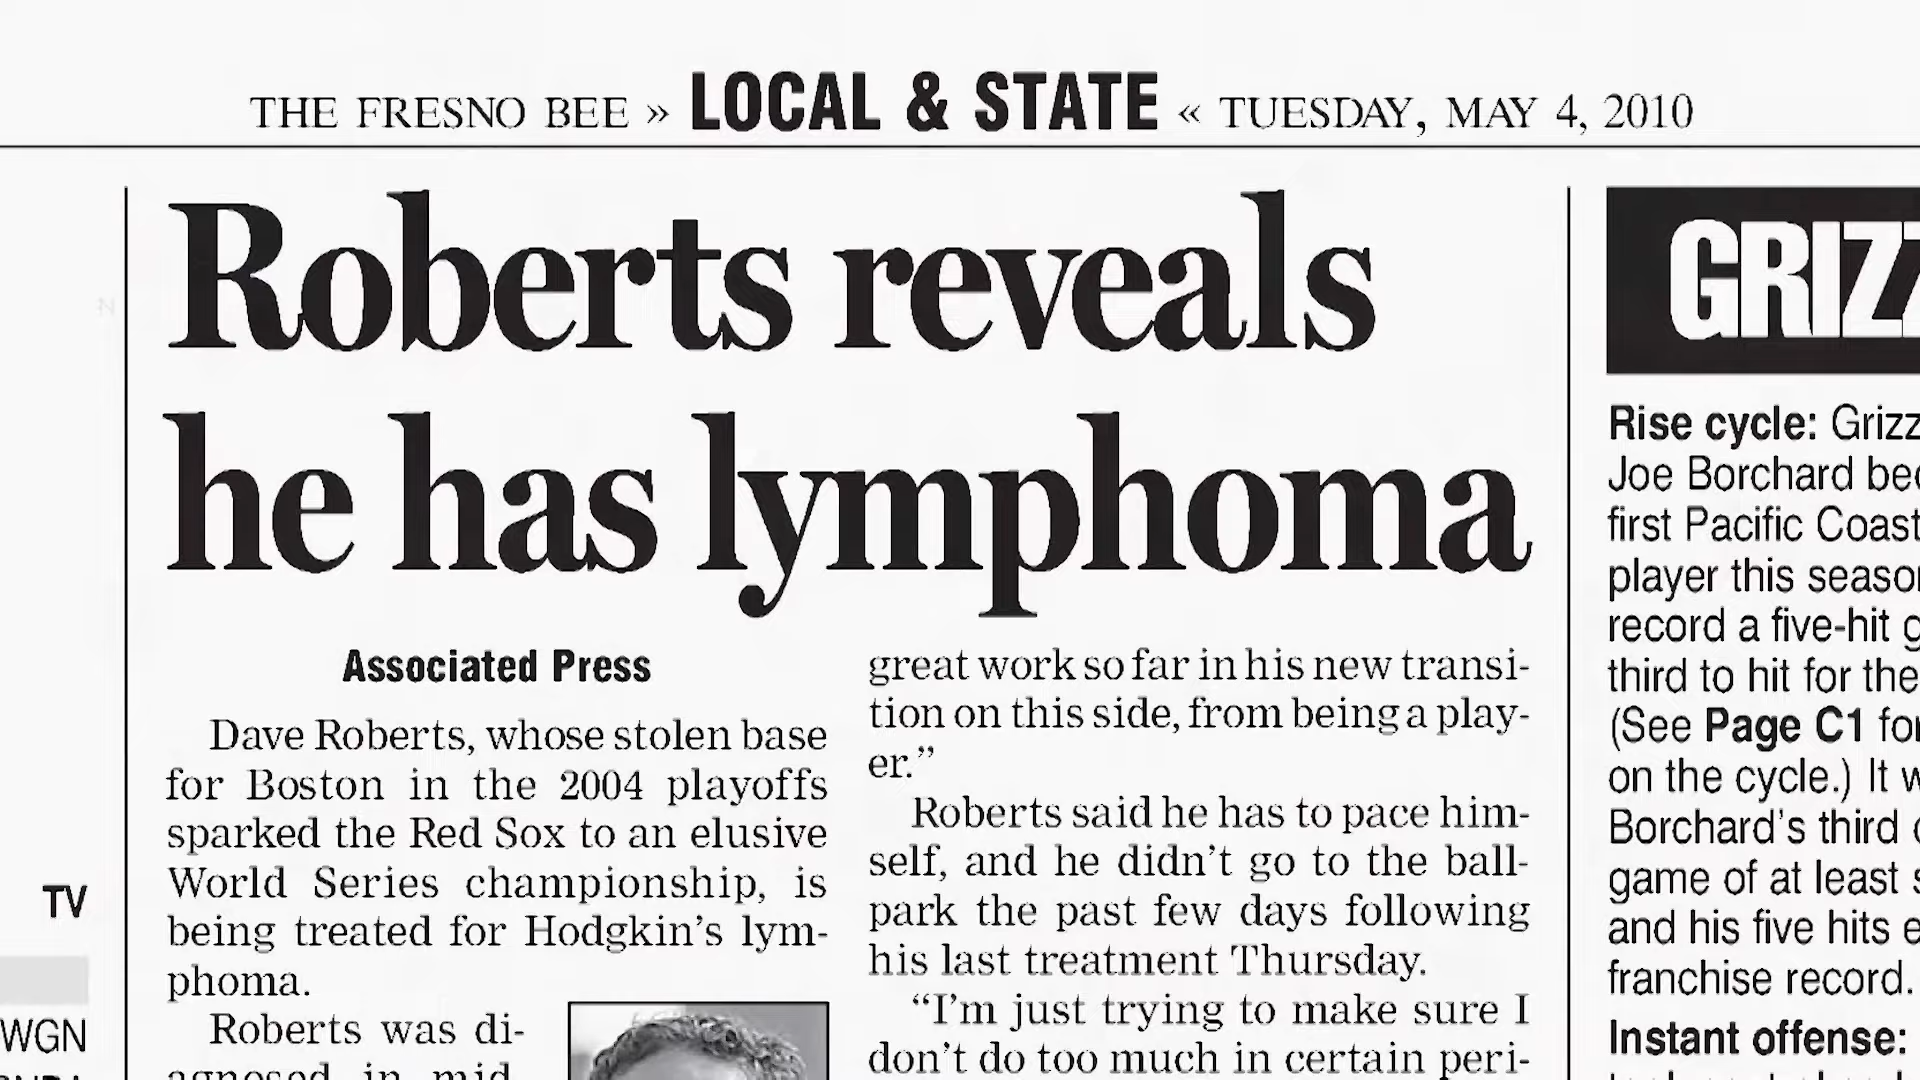 THE FRESNO BEE » LOCAL & STATE « TUESDAY, MAY 4, 2010
Roberts reveals
he has lymphoma
Associated Press
Dave Roberts, whose stolen base
for Boston in the 2004 playoffs
sparked the Red Sox to an elusive
World Series championship, is
being treated for Hodgkin's lym-
phoma.
Roberts was di-
agnosed in mid-
great work so far in his new transi-
tion on this side, from being a play-
er.”
Roberts said he has to pace him-
self, and he didn't go to the ball-
park the past few days following
his last treatment Thursday.
“I'm just trying to make sure I
don't do too much in certain peri-
GRIZZ
Rise cycle: Grizz
Joe Borchard bec
first Pacific Coast
player this season
record a five-hit g
third to hit for the
(See Page C1 for
on the cycle.) It w
Borchard's third c
game of at least s
and his five hits e
franchise record.
Instant offense:
TV
WGN